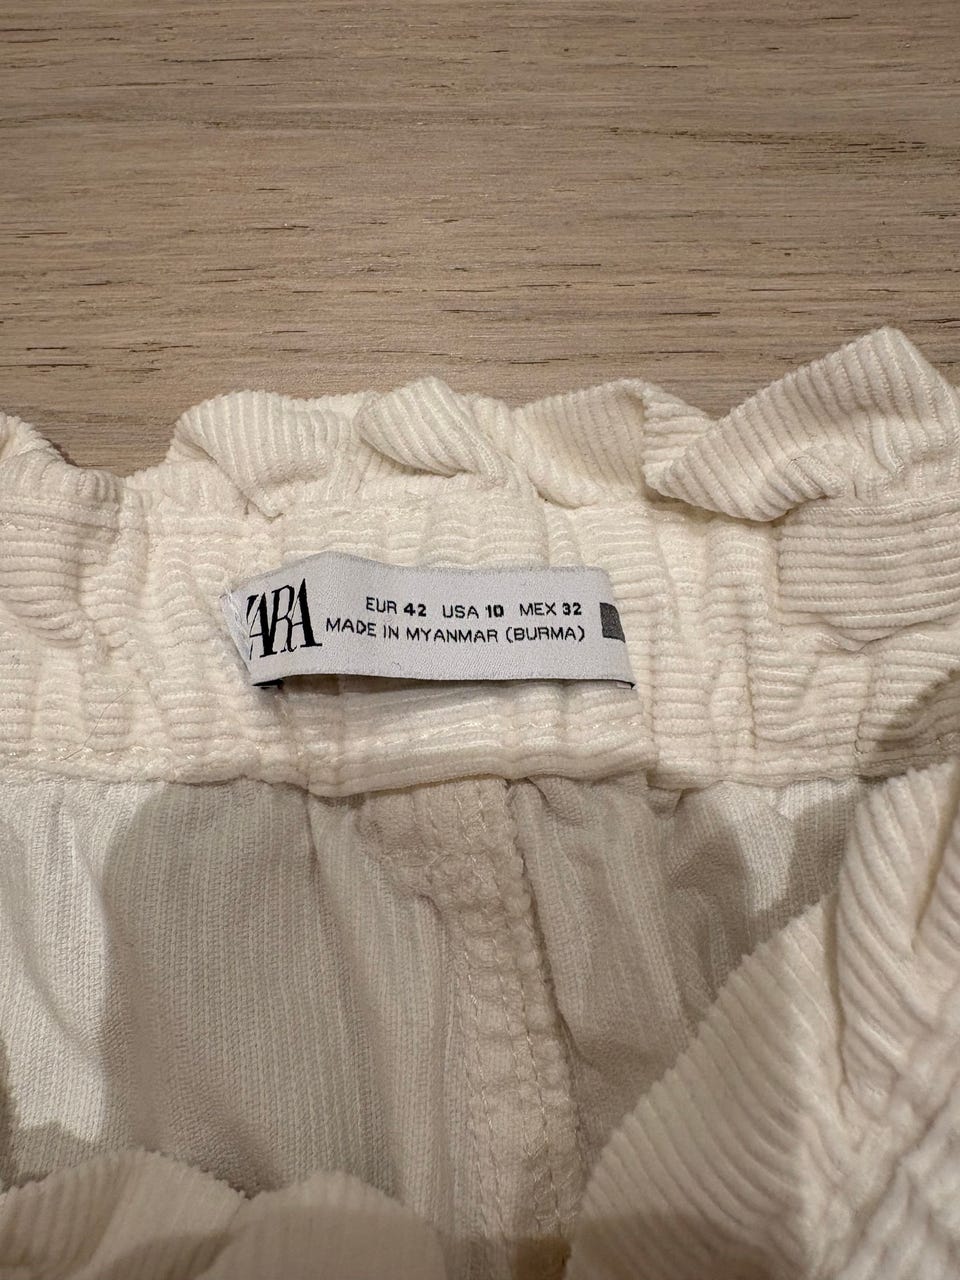 ZARA
EUR 42 USA 10 MEX 32
MADE IN MYANMAR (BURMA)